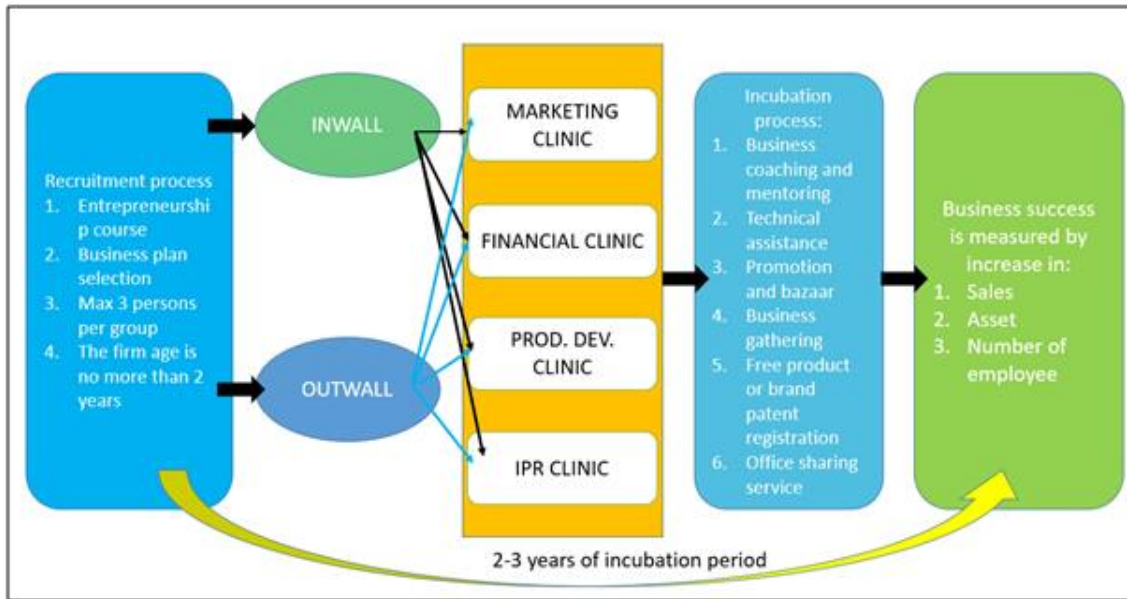 Recruitment process
1. Entrepreneurshi
p course
2. Business plan
selection
3. Max 3 persons
per group
4. The firm age is
no more than 2
years
INWALL
OUTWALL
MARKETING
CLINIC
FINANCIAL CLINIC
PROD. DEV.
CLINIC
IPR CLINIC
Incubation
process:
1. Business
coaching and
mentoring
2. Technical
assistance
3. Promotion
and bazaar
4. Business
gathering
5. Free product
or brand
patent
registration
6. Office sharing
service
Business success
is measured by
increase in:
1. Sales
2. Asset
3. Number of
employee
2-3 years of incubation period